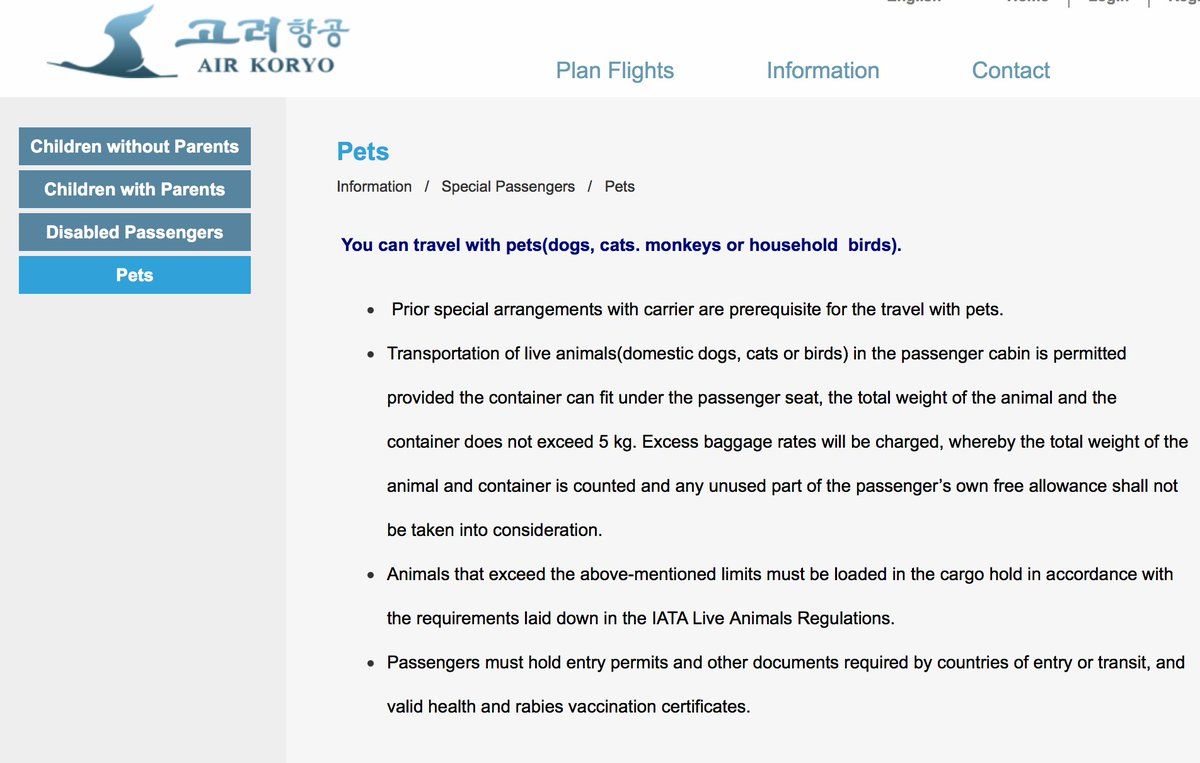 고려항공
AIR KORYO
Plan Flights
Information
Contact
Children without Parents
Children with Parents
Disabled Passengers
Pets
Pets
Information / Special Passengers / Pets
You can travel with pets(dogs, cats. monkeys or household  birds).
Prior special arrangements with carrier are prerequisite for the travel with pets.
Transportation of live animals(domestic dogs, cats or birds) in the passenger cabin is permitted
provided the container can fit under the passenger seat, the total weight of the animal and the
container does not exceed 5 kg. Excess baggage rates will be charged, whereby the total weight of the
animal and container is counted and any unused part of the passenger’s own free allowance shall not
be taken into consideration.
Animals that exceed the above-mentioned limits must be loaded in the cargo hold in accordance with
the requirements laid down in the IATA Live Animals Regulations.
Passengers must hold entry permits and other documents required by countries of entry or transit, and
valid health and rabies vaccination certificates.